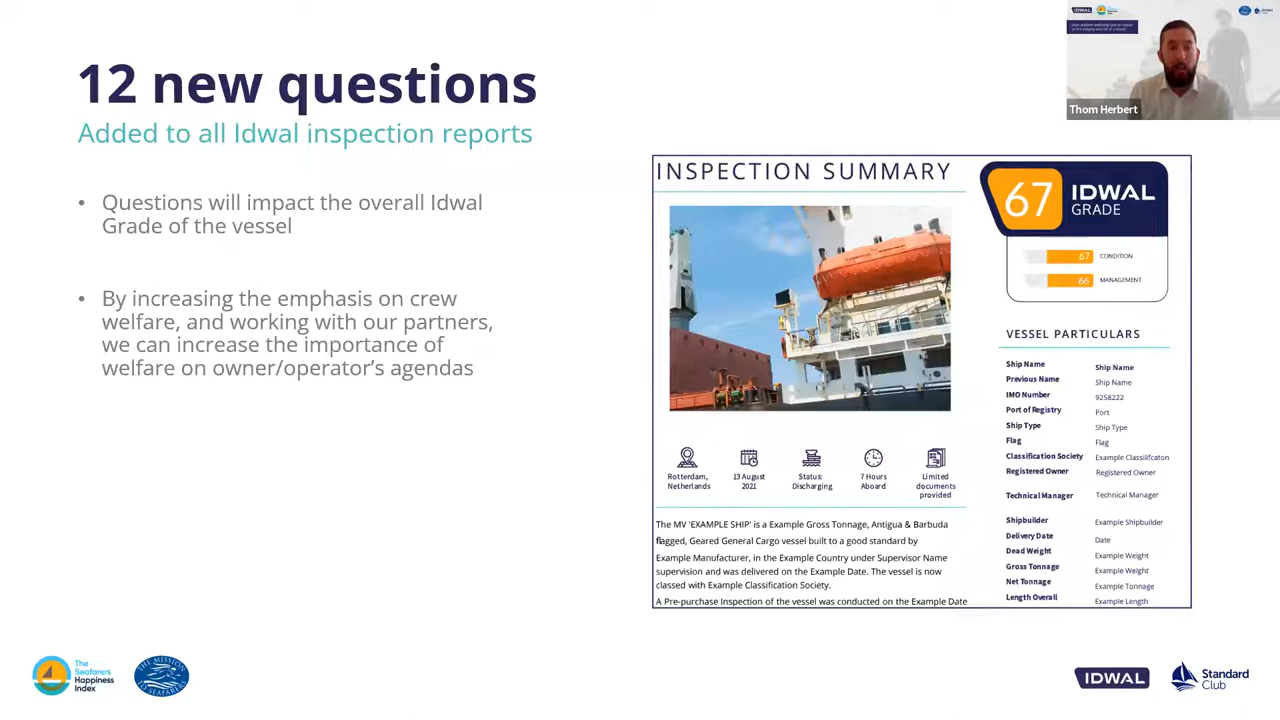 12 new questions
Added to all Idwal inspection reports
• Questions will impact the overall Idwal
Grade of the vessel
• By increasing the emphasis on crew
welfare, and working with our partners,
we can increase the importance of
welfare on owner/operator's agendas
IDWAL
Thom Herbert
INSPECTION SUMMARY
67 IDWAL
GRADE
67 CONDITION
66 MANAGEMENT
VESSEL PARTICULARS
Ship Name Ship Name
Previous Name Ship Name
IMO Number 9258222
Port of Registry Port
Ship Type Ship Type
Flag Flag
Classification Society Example Classilifcaton
Registered Owner Registered Owner
Technical Manager Technical Manager
Shipbuilder Example Shipbuilder
Delivery Date Date
Dead Weight Example Weight
Gross Tonnage Example Weight
Net Tonnage Example Tonnage
Length Overall Example Length
Rotterdam,
Netherlands
13 August
2021
Status:
Discharging
7 Hours
Aboard
Limited
documents
provided
The MV 'EXAMPLE SHIP' is a Example Gross Tonnage, Antigua & Barbuda
flagged, Geared General Cargo vessel built to a good standard by
Example Manufacturer, in the Example Country under Supervisor Name
supervision and was delivered on the Example Date. The vessel is now
classed with Example Classification Society.
A Pre-purchase Inspection of the vessel was conducted on the Example Date
The
Seafarers
Happiness
Index
THE MISSION
TO SEAFARERS
IDWAL
Standard
Club